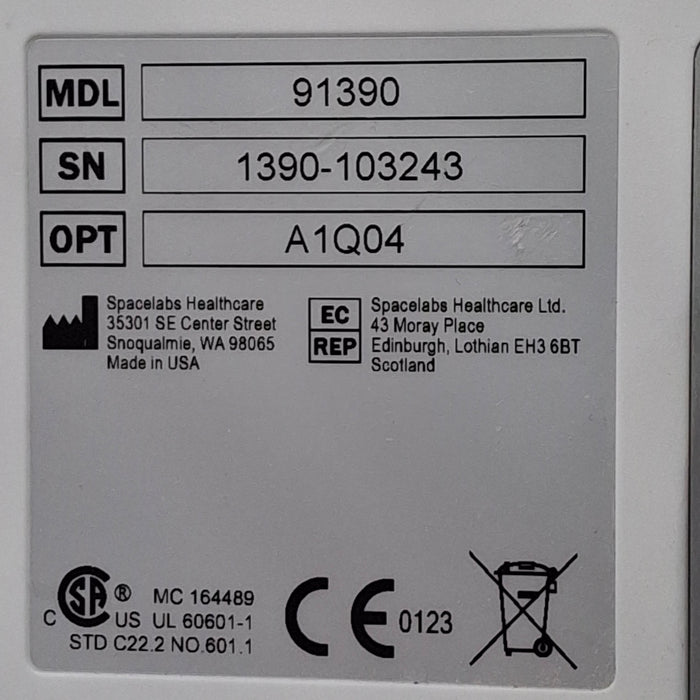 MDL 91390
SN 1390-103243
OPT A1Q04
Spacelabs Healthcare
35301 SE Center Street
Snoqualmie, WA 98065
Made in USA
EC REP
Spacelabs Healthcare Ltd.
43 Moray Place
Edinburgh, Lothian EH3 6BT
Scotland
C SA ® US
MC 164489
UL 60601-1
STD C22.2 NO.601.1
CE 0123